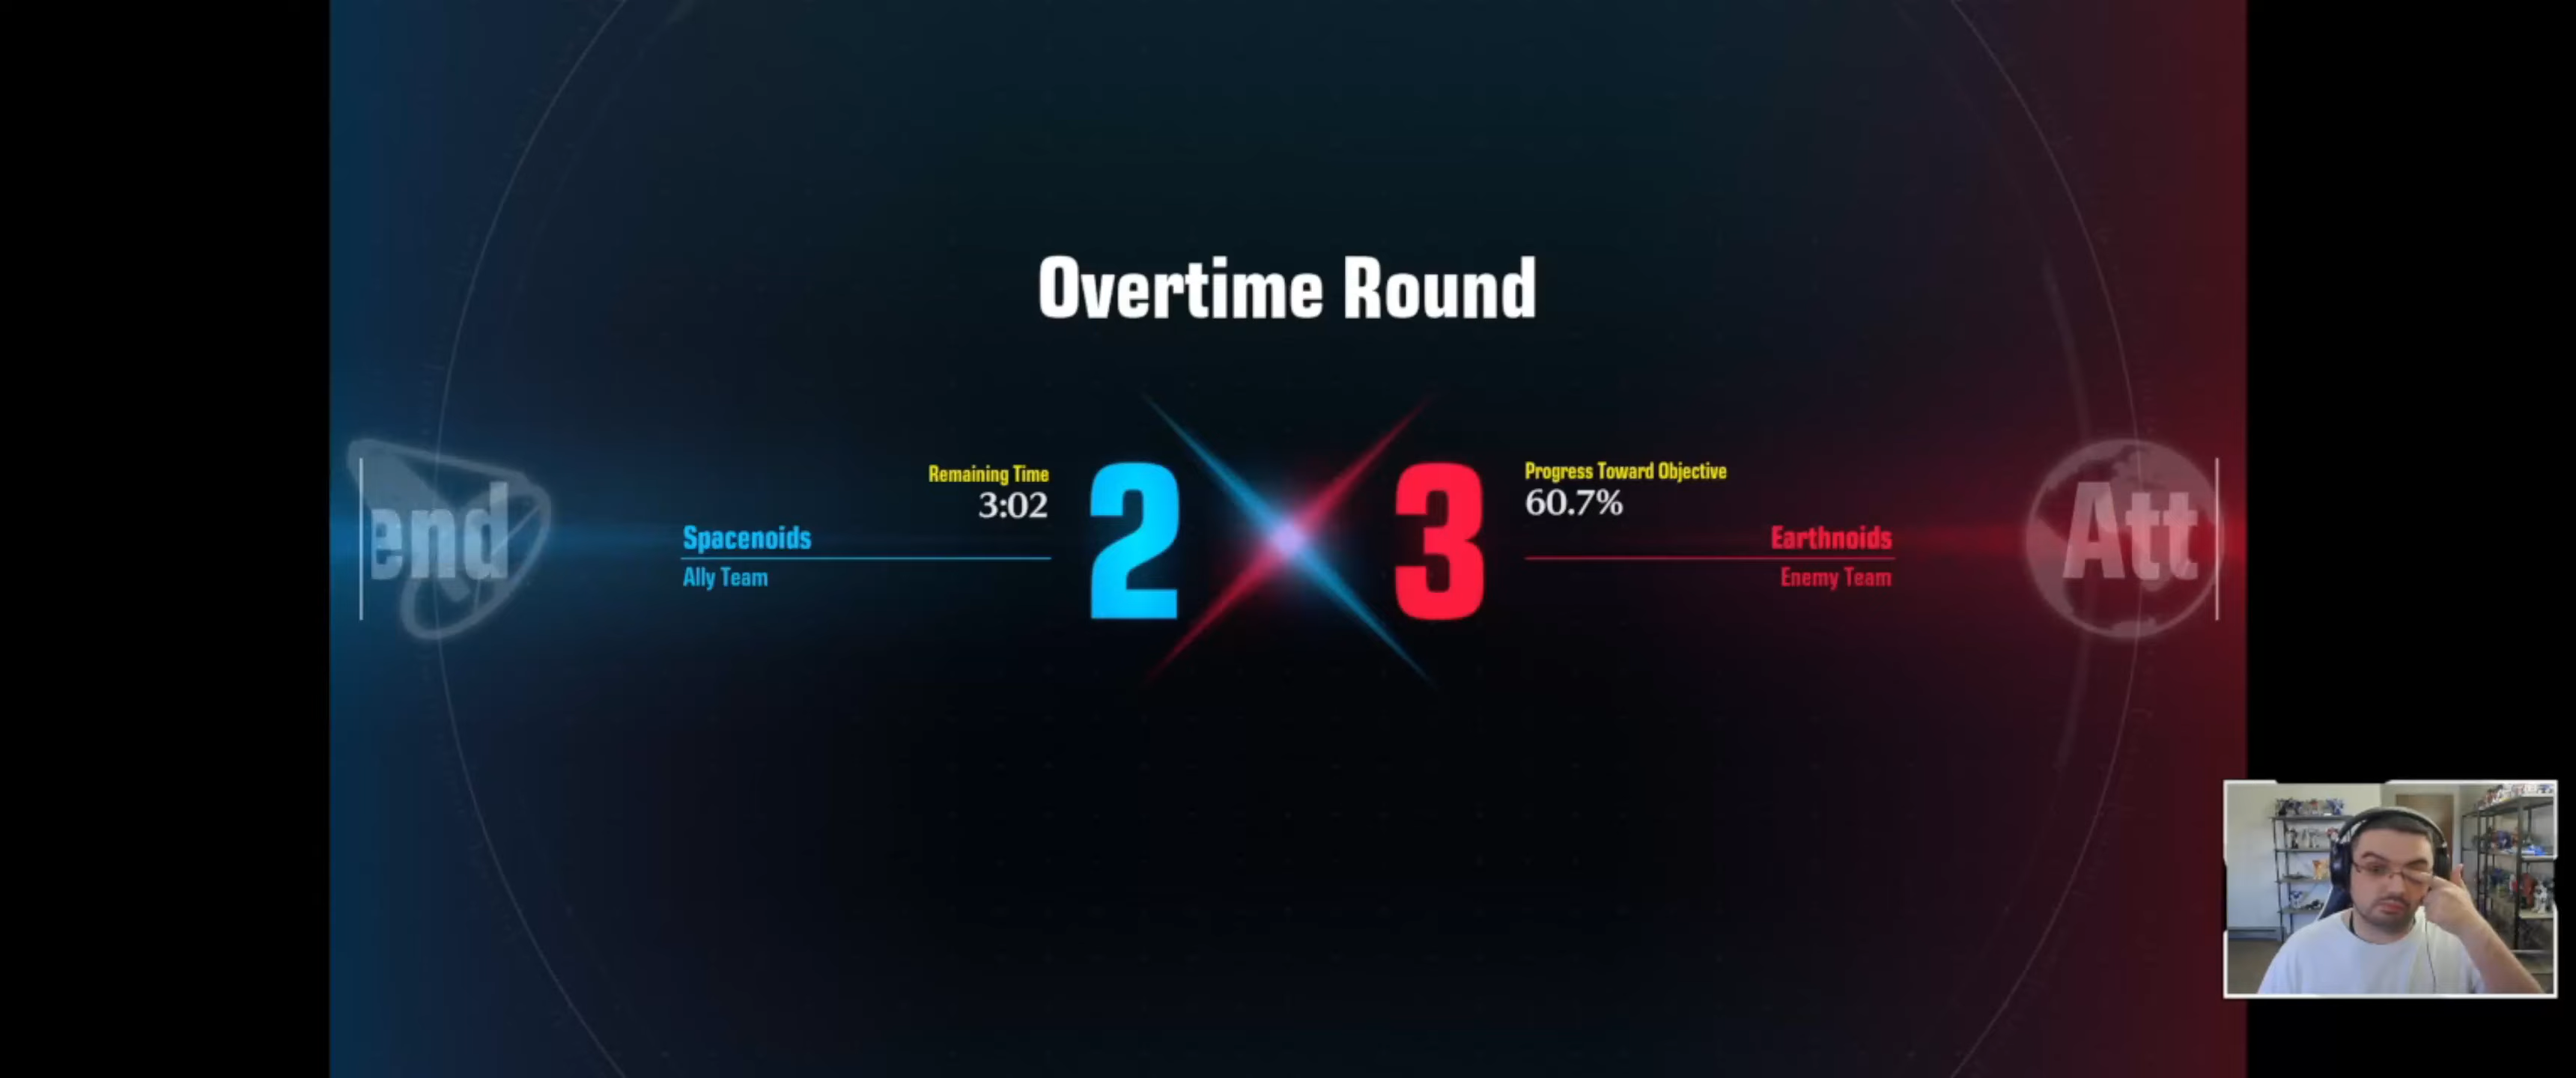 Overtime Round
Remaining Time
3:02
2
3
Progress Toward Objective
60.7%
end
Spacenoids
Ally Team
Earthnoids
Enemy Team
Att